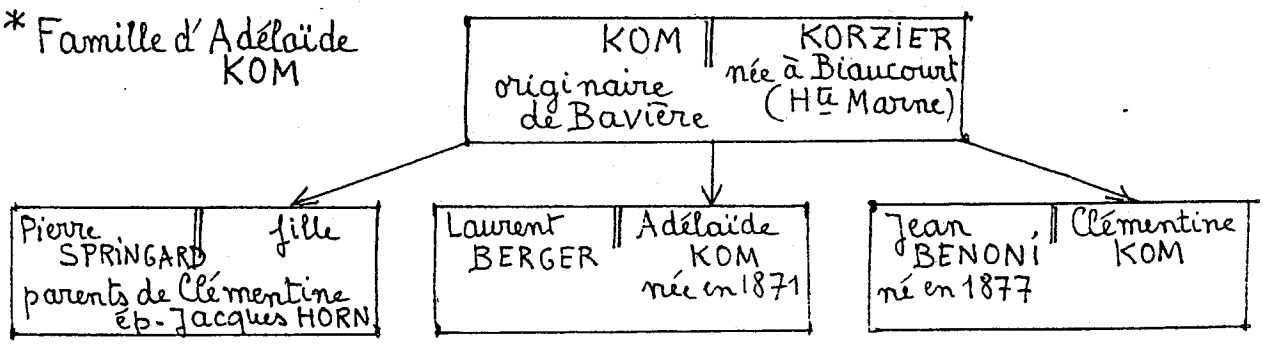 * Famille d'Adélaïde
KOM
KOM || KORZIER
originaire née à Biaucourt
de Bavière (Hte Marne)
Pierre || fille
SPRINGARD
parents de Clémentine
ép. Jacques HORN
Laurent || Adélaïde
BERGER KOM
née en 1871
Jean || Clémentine
BENONI KOM
né en 1877